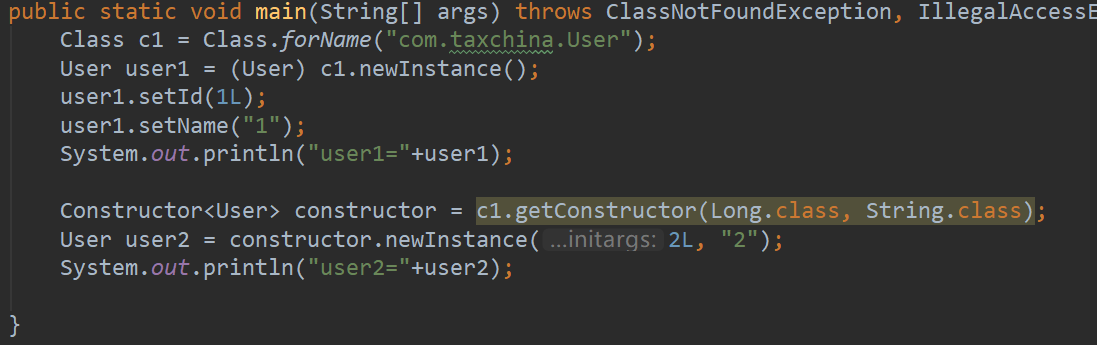 public static void main(String[] args) throws ClassNotFoundException, IllegalAccessE
Class c1 = Class.forName("com.taxchina.User");
User user1 = (User) c1.newInstance();
user1.setId(1L);
user1.setName("1");
System.out.println("user1="+user1);
Constructor<User> constructor = c1.getConstructor(Long.class, String.class);
User user2 = constructor.newInstance( ...initargs: 2L, "2");
System.out.println("user2="+user2);
}